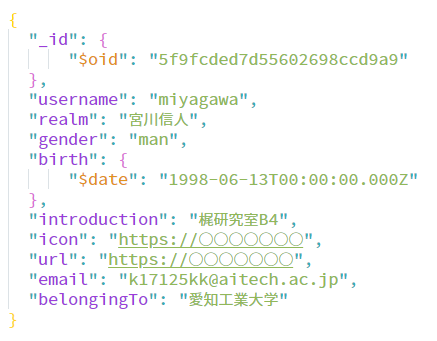 {
"_id": {
"$oid": "5f9fcded7d55602698ccd9a9"
},
"username": "miyagawa",
"realm": "宮川信人",
"gender": "man",
"birth": {
"$date": "1998-06-13T00:00:00.000Z"
},
"introduction": "梶研究室B4",
"icon": "https://〇〇〇〇〇〇〇",
"url": "https://〇〇〇〇〇〇〇",
"email": "k17125kk@aitech.ac.jp",
"belongingTo": "愛知工業大学"
}